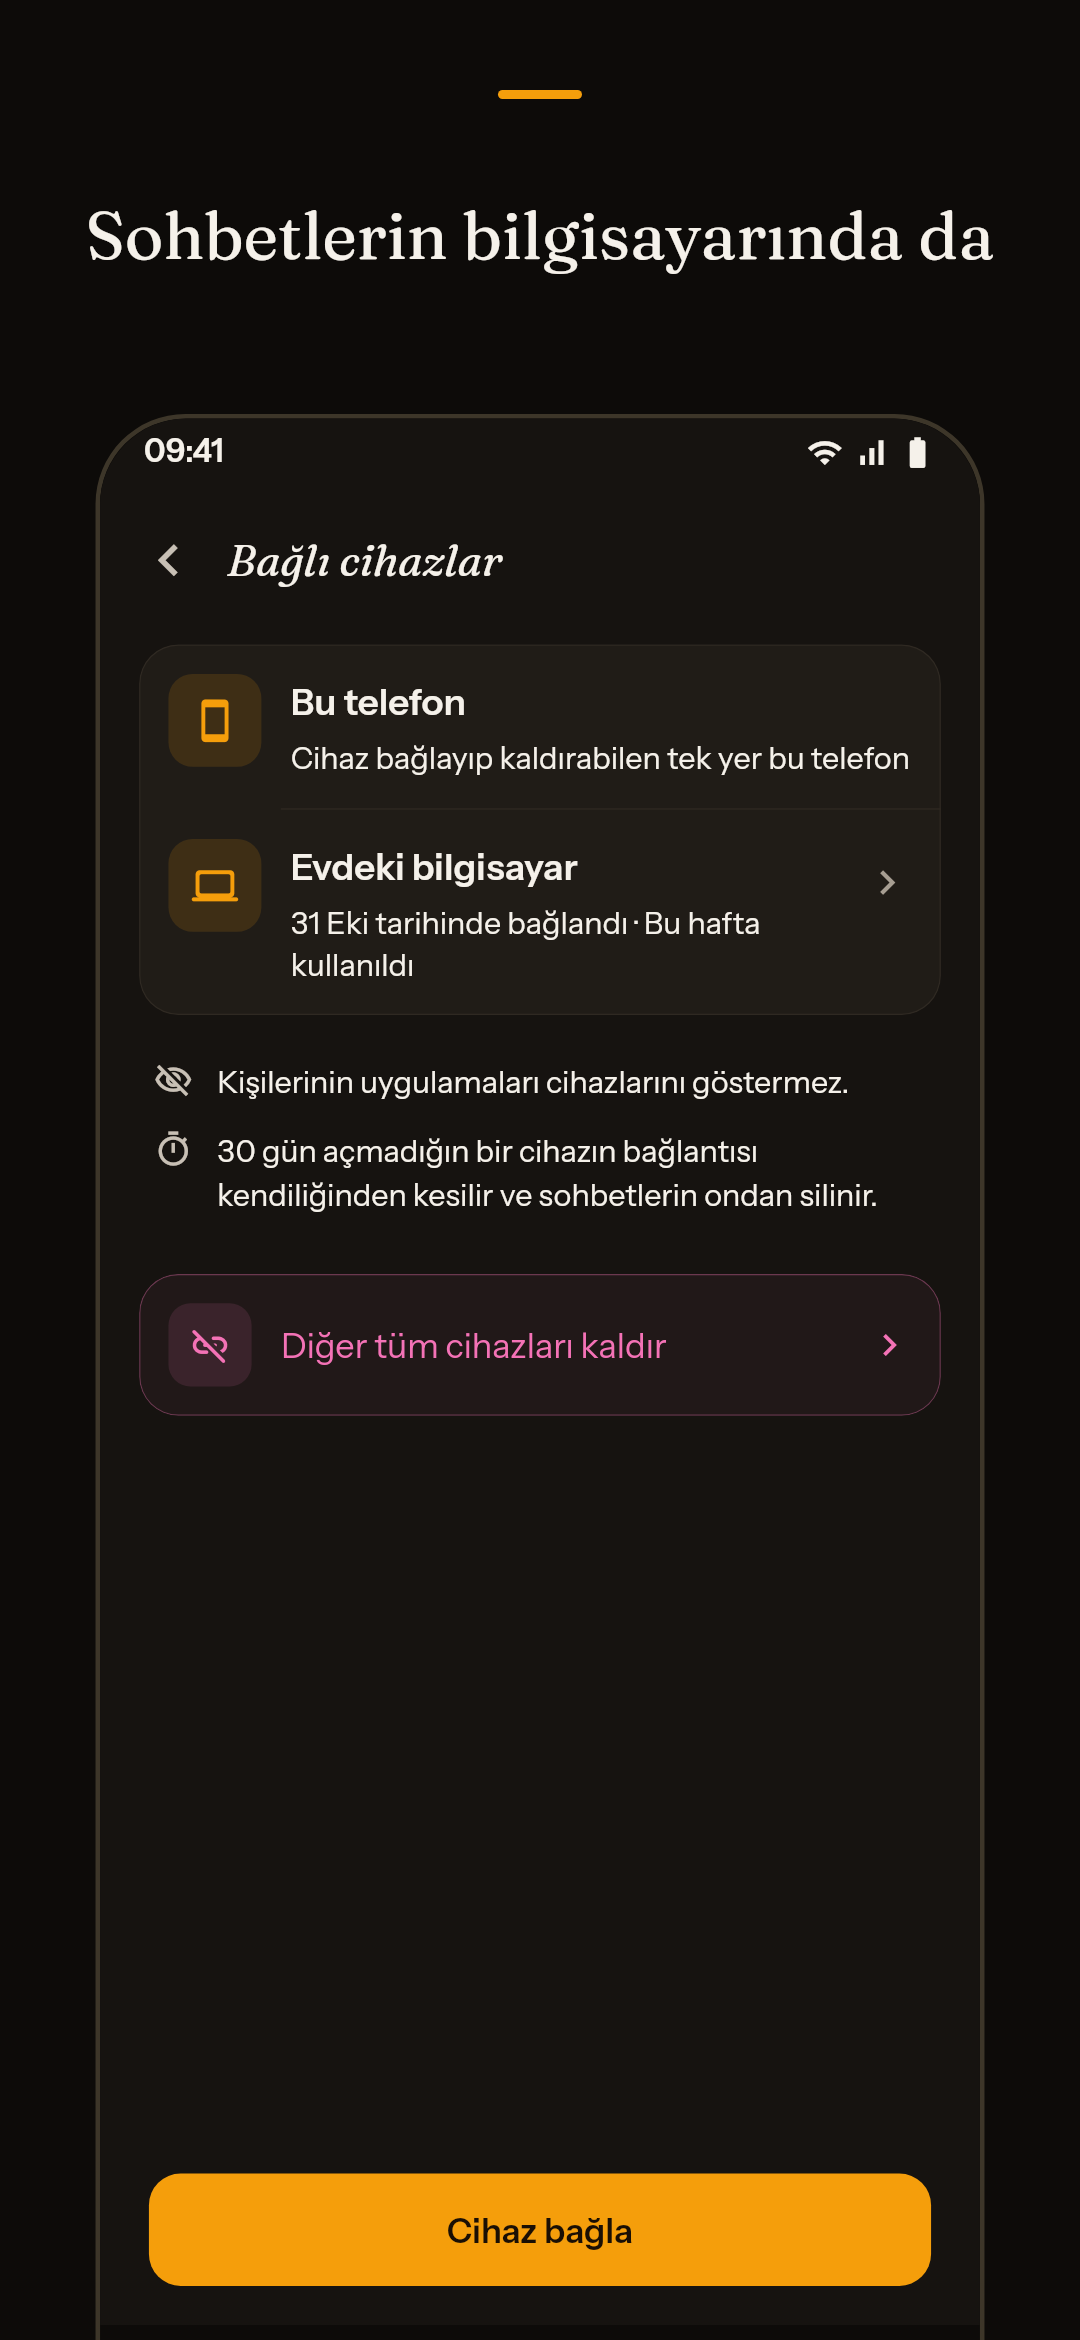 Sohbetlerin bilgisayarında da
09:41
Bağlı cihazlar
Bu telefon
Cihaz bağlayıp kaldırabilen tek yer bu telefon
Evdeki bilgisayar
31 Eki tarihinde bağlandı · Bu hafta
kullanıldı
Kişilerinin uygulamaları cihazlarını göstermez.
30 gün açmadığın bir cihazın bağlantısı
kendiliğinden kesilir ve sohbetlerin ondan silinir.
Diğer tüm cihazları kaldır
Cihaz bağla